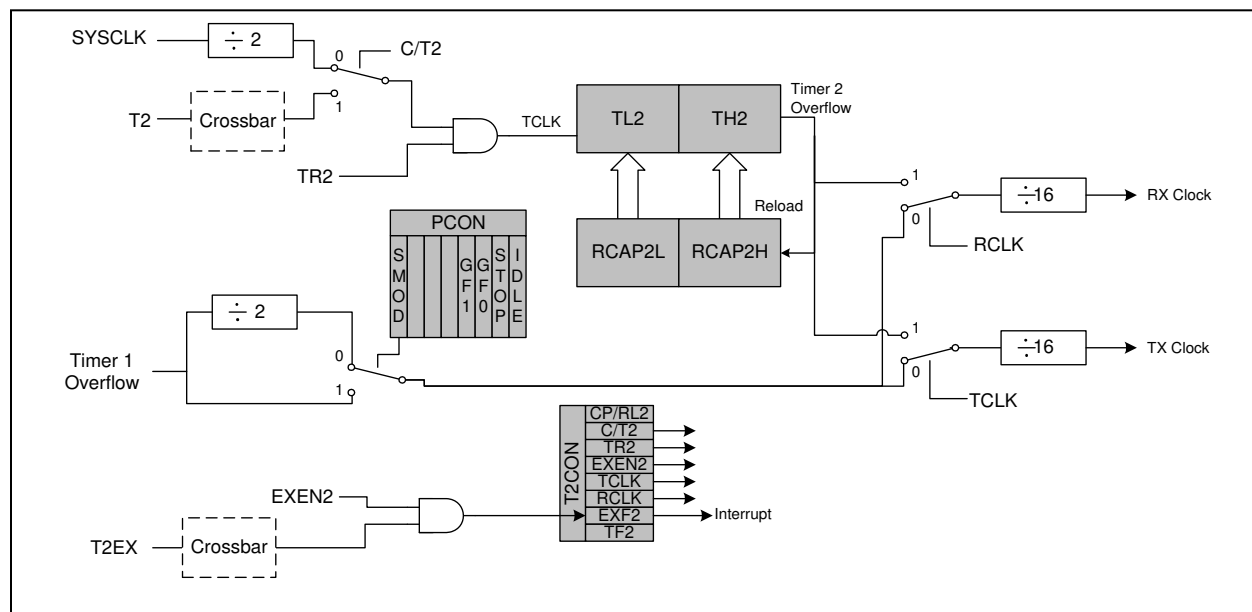 SYSCLK
÷ 2
0
C/T2
T2
Crossbar
1
TR2
TCLK
TL2
TH2
Timer 2
Overflow
1
0
÷16
RX Clock
RCLK
Reload
RCAP2L
RCAP2H
PCON
SMOD
GF1
GF0
STOP
IDLE
÷ 2
Timer 1
Overflow
0
1
1
0
÷16
TX Clock
TCLK
T2CON
CP/RL2
C/T2
TR2
EXEN2
TCLK
RCLK
EXF2
TF2
Interrupt
EXEN2
T2EX
Crossbar